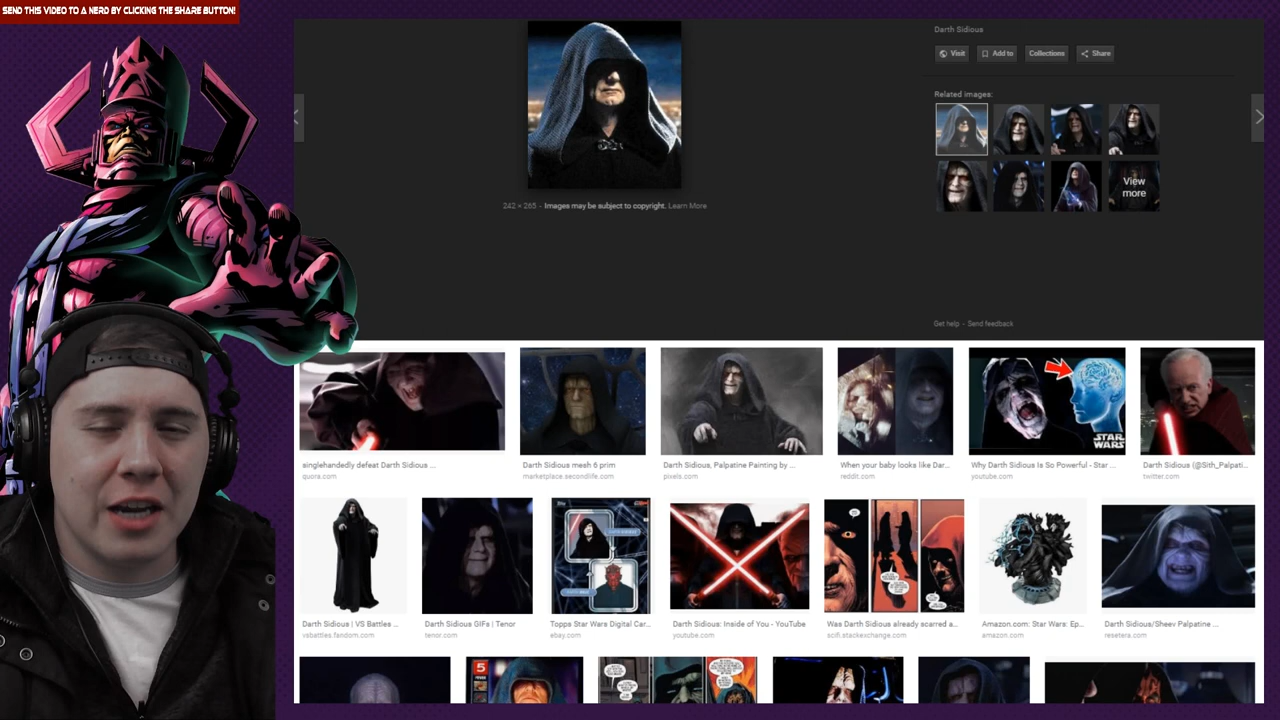 SEND THIS VIDEO TO A NERD BY CLICKING THE SHARE BUTTON!
Darth Sidious
Visit Add to Collections Share
Related images:
View more
242 × 265 - Images may be subject to copyright. Learn More
Get help - Send feedback
STAR WARS
singlehandedly defeat Darth Sidious ...
quora.com
Darth Sidious mesh 6 prim
marketplace.secondlife.com
Darth Sidious, Palpatine Painting by ...
pixels.com
When your baby looks like Dar...
reddit.com
Why Darth Sidious Is So Powerful - Star ...
youtube.com
Darth Sidious (@Sith_Palpati...
twitter.com
Darth Sidious | VS Battles ...
vsbattles.fandom.com
Darth Sidious GIFs | Tenor
tenor.com
Topps Star Wars Digital Car...
ebay.com
Darth Sidious: Inside of You - YouTube
youtube.com
Was Darth Sidious already scarred a...
scifi.stackexchange.com
Amazon.com: Star Wars: Ep...
amazon.com
Darth Sidious/Sheev Palpatine ...
resetera.com
5